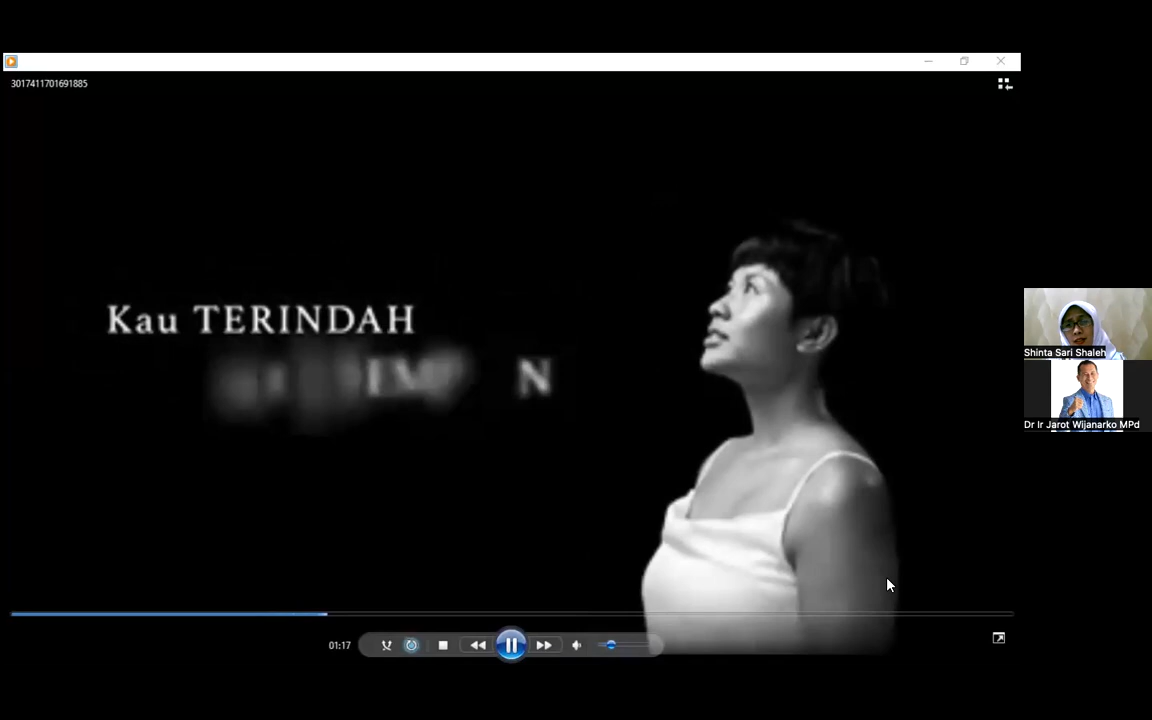 3017411701691885
Kau TERINDAH
Shinta Sari Shaleh
Dr Ir Jarot Wijanarko MPd
01:17